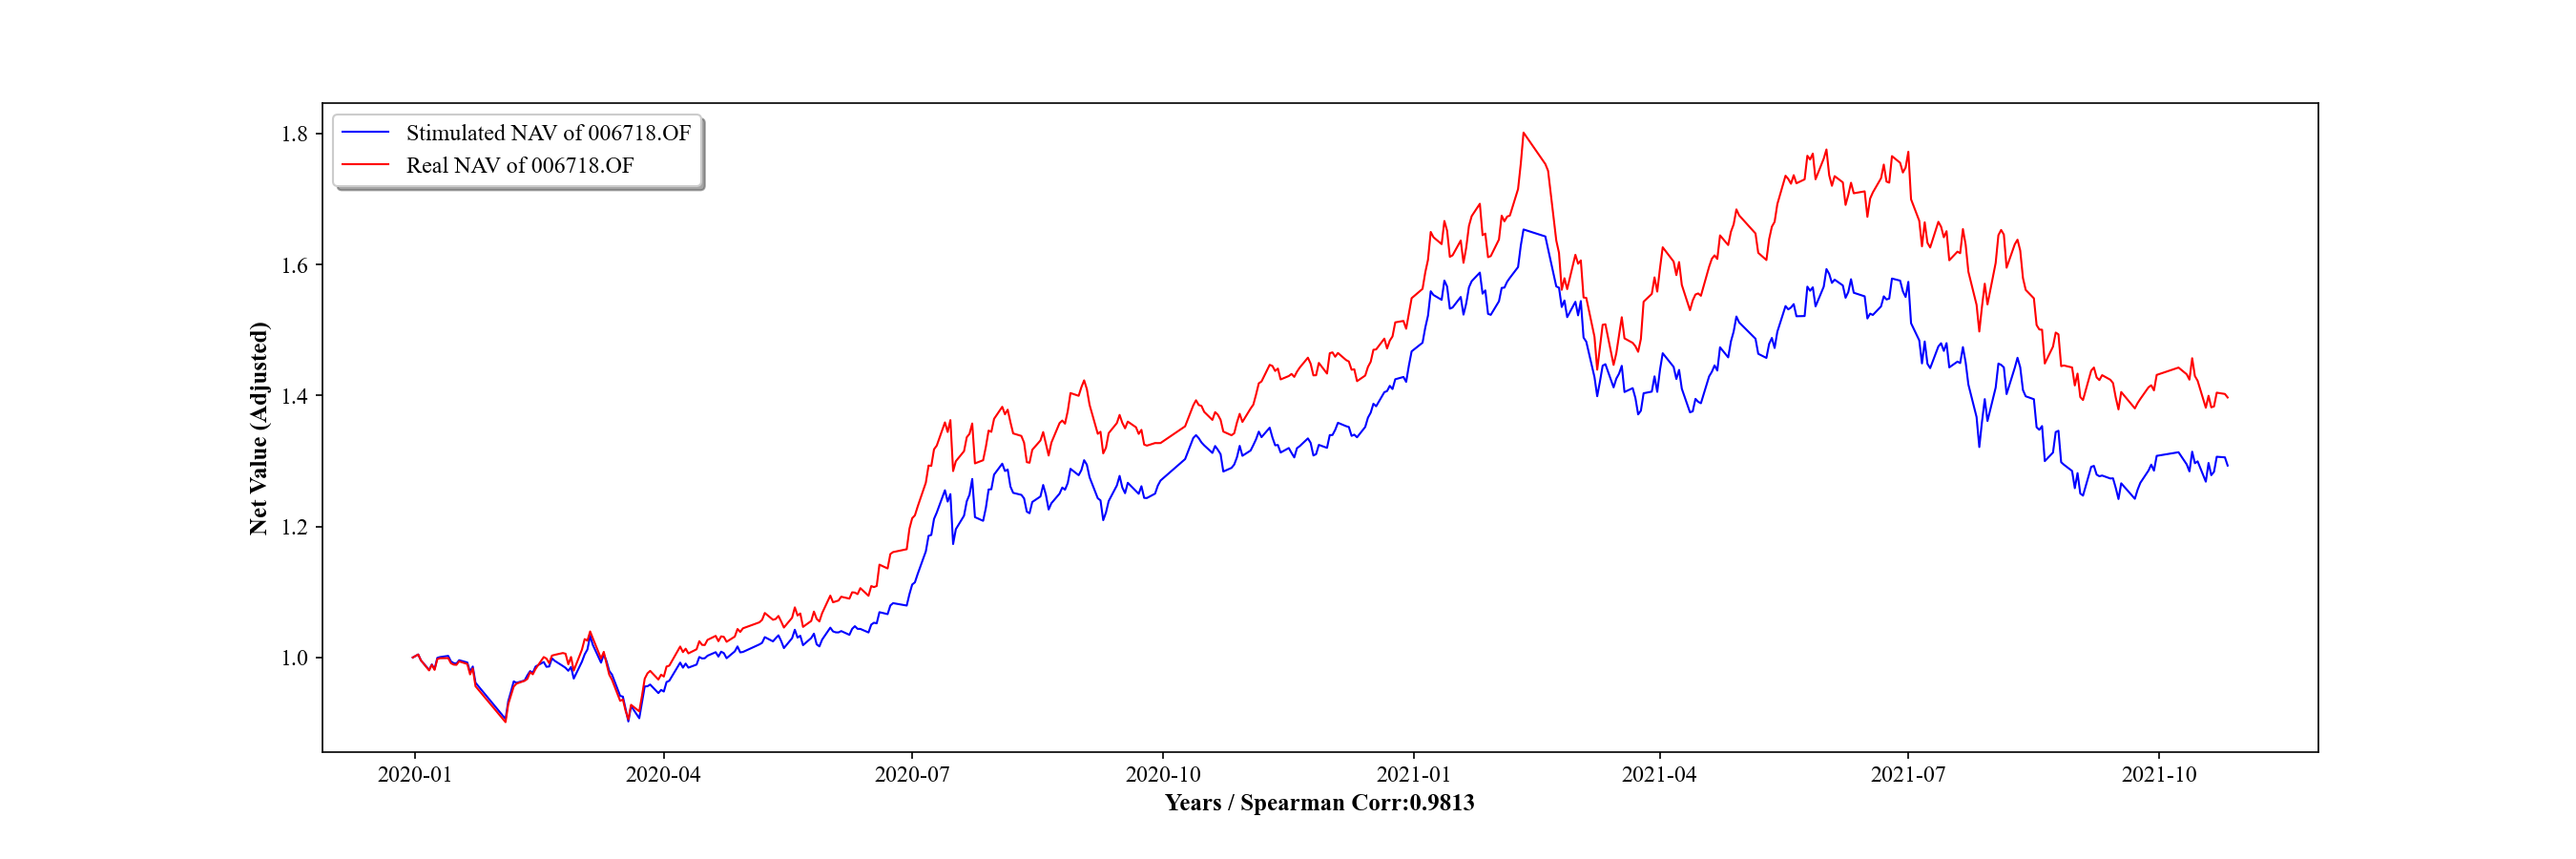 Stimulated NAV of 006718.OF
Real NAV of 006718.OF
Net Value (Adjusted)
1.8
1.6
1.4
1.2
1.0
2020-01 2020-04 2020-07 2020-10 2021-01 2021-04 2021-07 2021-10
Years / Spearman Corr:0.9813